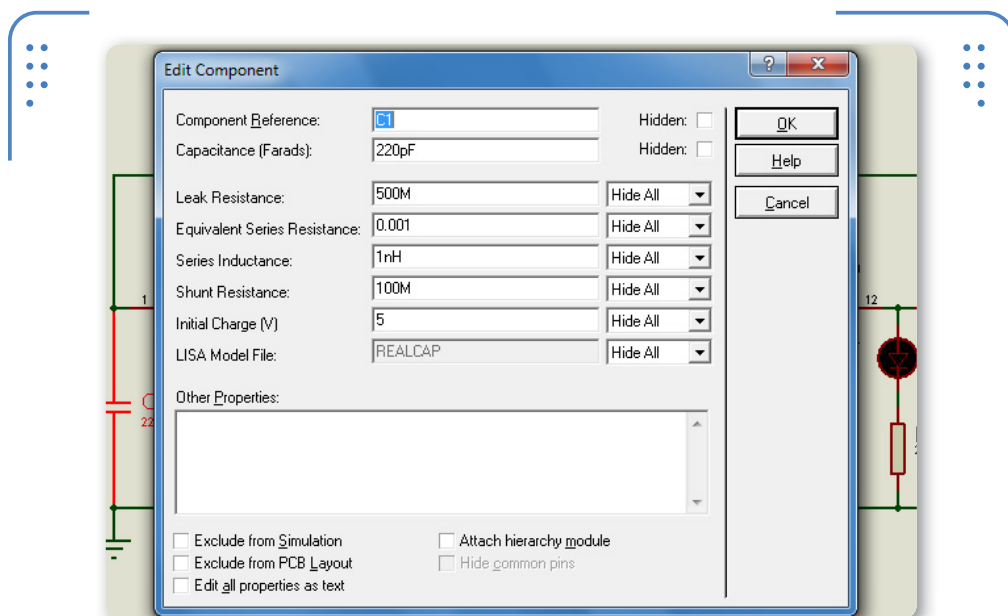 Edit Component
?
x
Component Reference: C1 Hidden:
Capacitance (Farads): 220pF Hidden:
Leak Resistance: 500M Hide All
Equivalent Series Resistance: 0.001 Hide All
Series Inductance: 1nH Hide All
Shunt Resistance: 100M Hide All
Initial Charge (V) 5 Hide All
LISA Model File: REALCAP Hide All
Other Properties:
Exclude from Simulation Attach hierarchy module
Exclude from PCB Layout Hide common pins
Edit all properties as text
OK
Help
Cancel
1
22
12